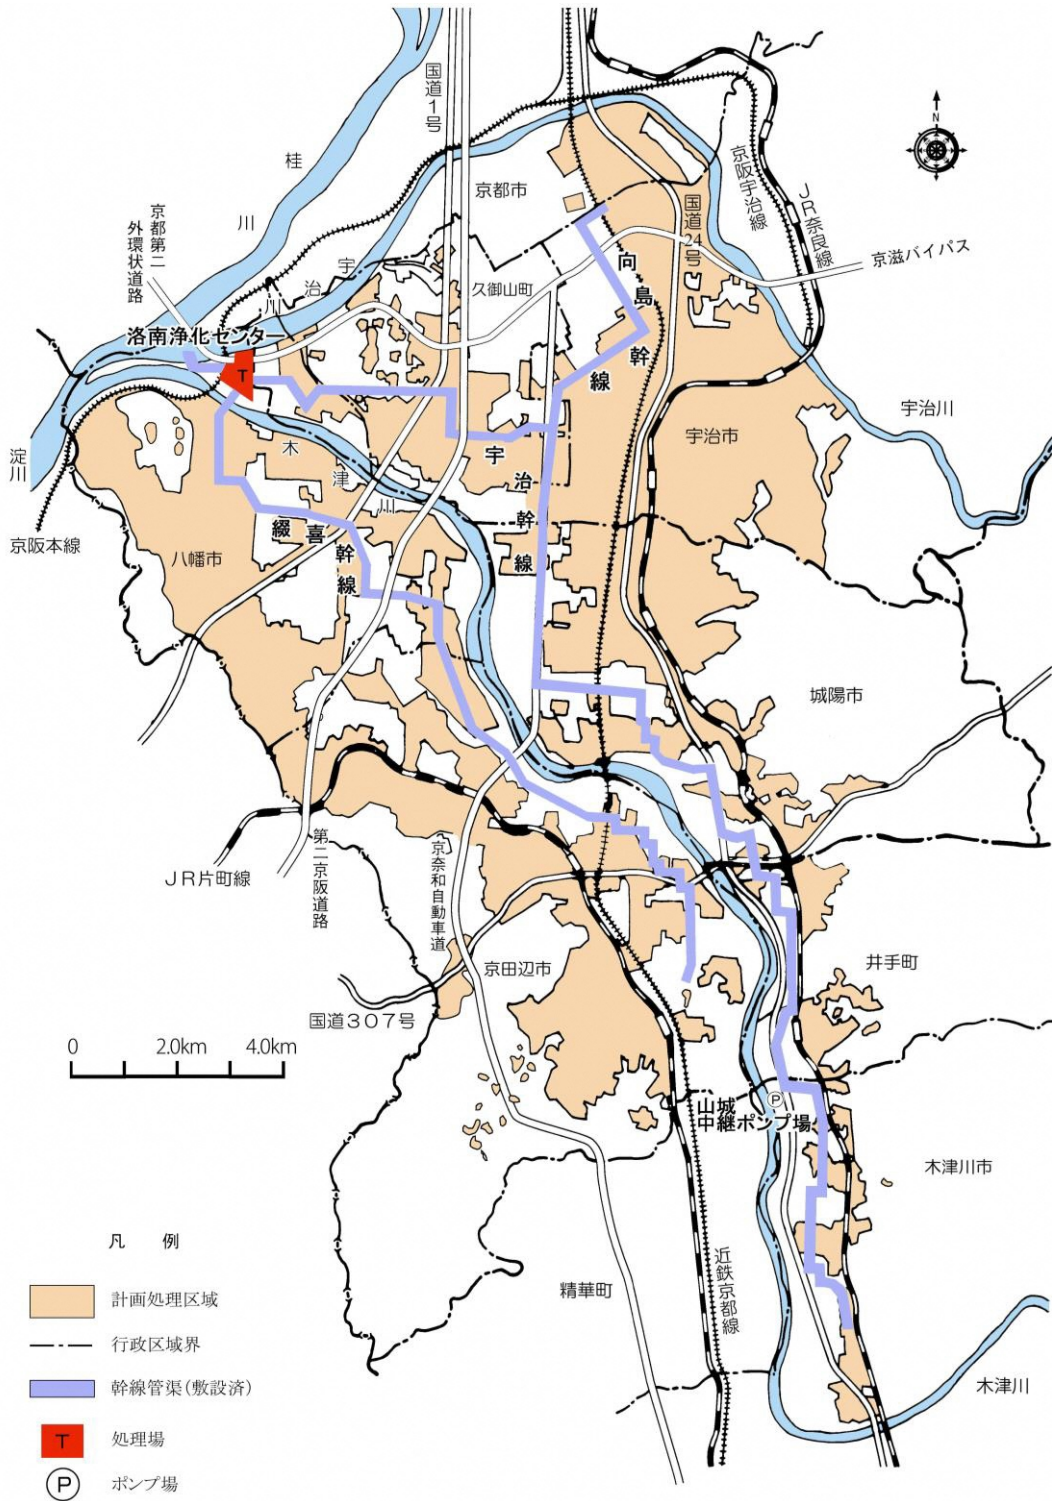 国道1号
桂川
京都市
京阪宇治線
JR奈良線
国道24号
N
京都第二
外環状道路
宇治川
久御山町
京滋バイパス
向島幹線
洛南浄化センター
T
宇治市
宇治川
木津川
宇治幹線
淀川
京阪本線
八幡市
綴喜幹線
城陽市
第二京阪道路
JR片町線
京奈和自動車道
京田辺市
井手町
国道307号
0 2.0km 4.0km
P
山城
中継ポンプ場
木津川市
近鉄京都線
精華町
木津川
凡 例
計画処理区域
行政区域界
幹線管渠(敷設済)
T 処理場
P ポンプ場